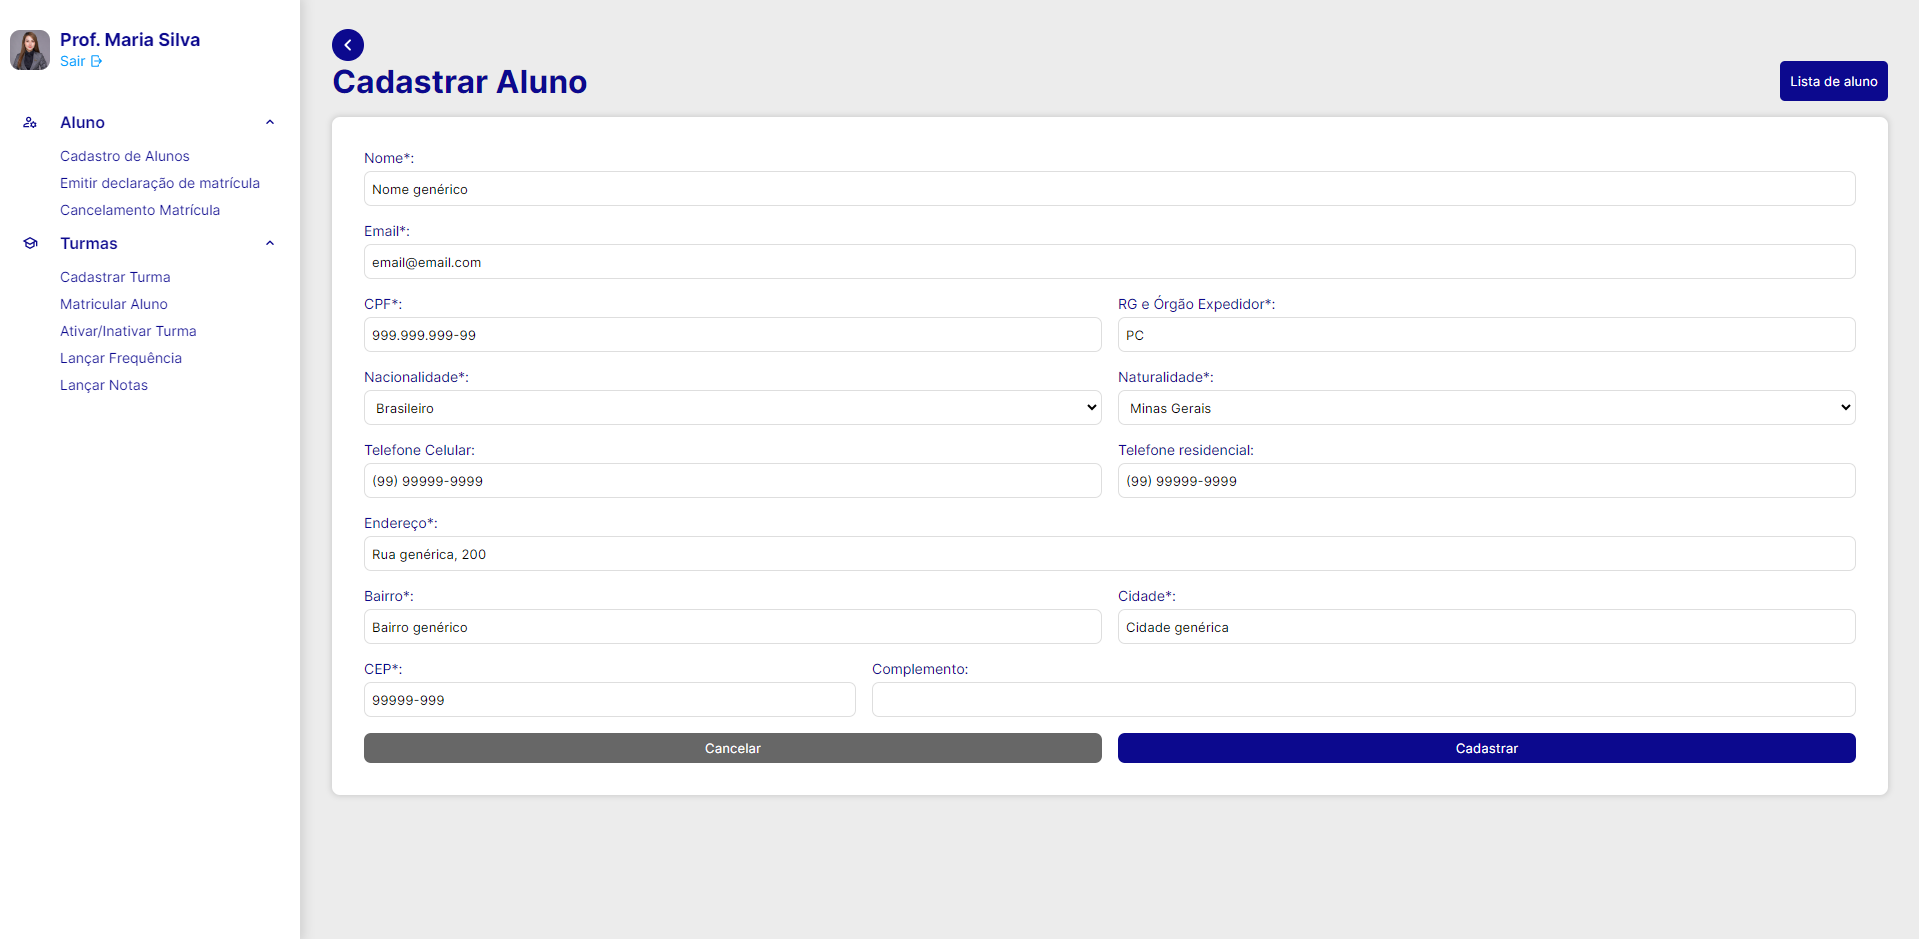 Prof. Maria Silva
Sair
Aluno
Cadastro de Alunos
Emitir declaração de matrícula
Cancelamento Matrícula
Turmas
Cadastrar Turma
Matricular Aluno
Ativar/Inativar Turma
Lançar Frequência
Lançar Notas
Cadastrar Aluno
Lista de aluno
Nome*:
Nome genérico
Email*:
email@email.com
CPF*:
999.999.999-99
RG e Órgão Expedidor*:
PC
Nacionalidade*:
Brasileiro
Naturalidade*:
Minas Gerais
Telefone Celular:
(99) 99999-9999
Telefone residencial:
(99) 99999-9999
Endereço*:
Rua genérica, 200
Bairro*:
Bairro genérico
Cidade*:
Cidade genérica
CEP*:
99999-999
Complemento:
Cancelar
Cadastrar